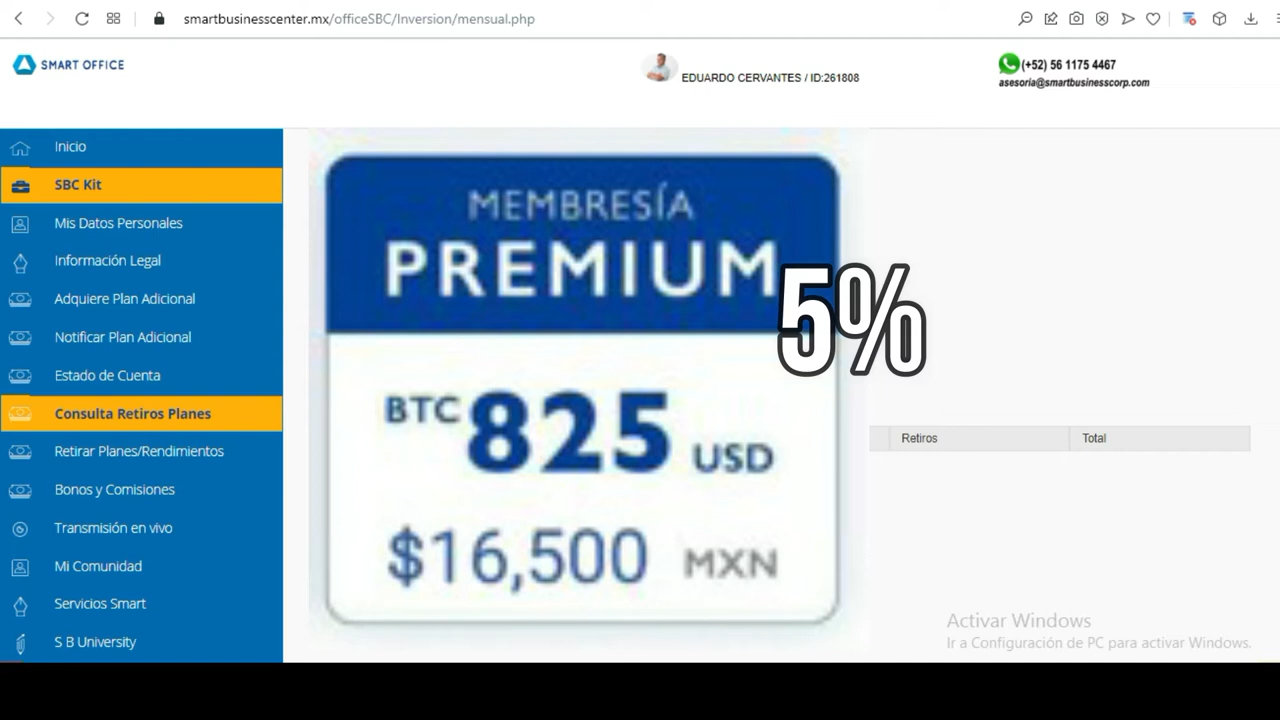 smartbusinesscenter.mx/officeSBC/Inversion/mensual.php
SMART OFFICE
EDUARDO CERVANTES / ID:261808
(+52) 56 1175 4467
asesoria@smartbusinesscorp.com
Inicio
SBC Kit
Mis Datos Personales
Información Legal
Adquiere Plan Adicional
Notificar Plan Adicional
Estado de Cuenta
Consulta Retiros Planes
Retirar Planes/Rendimientos
Bonos y Comisiones
Transmisión en vivo
Mi Comunidad
Servicios Smart
S B University
MEMBRESÍA
PREMIUM
5%
BTC 825 USD
$16,500 MXN
Retiros
Total
Activar Windows
Ir a Configuración de PC para activar Windows.